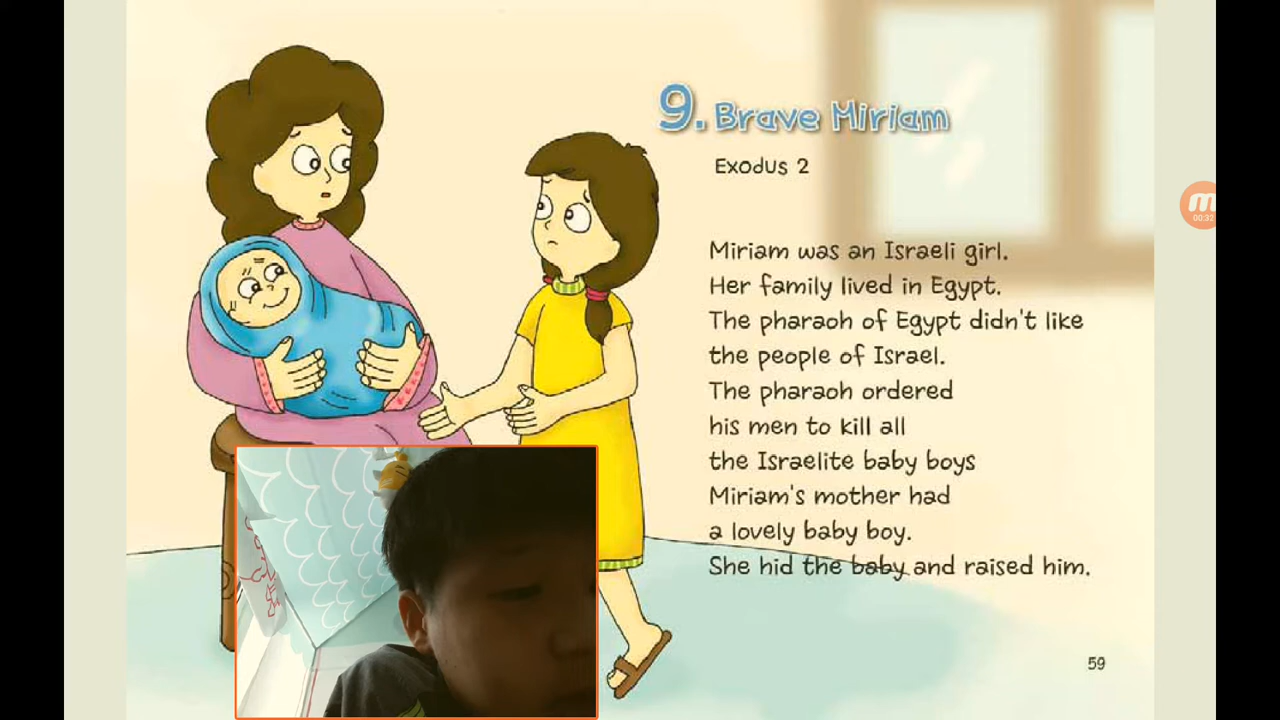 9. Brave Miriam
Exodus 2
Miriam was an Israeli girl.
Her family lived in Egypt.
The pharaoh of Egypt didn't like
the people of Israel.
The pharaoh ordered
his men to kill all
the Israelite baby boys
Miriam's mother had
a lovely baby boy.
She hid the baby and raised him.
59
00:32